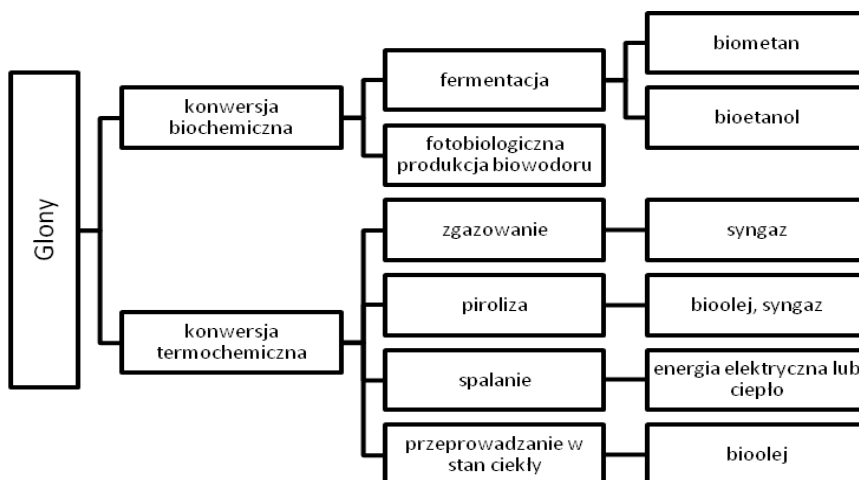 Glony
konwersja
biochemiczna
fermentacja
biometan
bioetanol
fotobiologiczna
produkcja biowodoru
konwersja
termochemiczna
zgazowanie
syngaz
piroliza
bioolej, syngaz
spalanie
energia elektryczna lub
ciepło
przeprowadzanie w
stan ciekły
bioolej